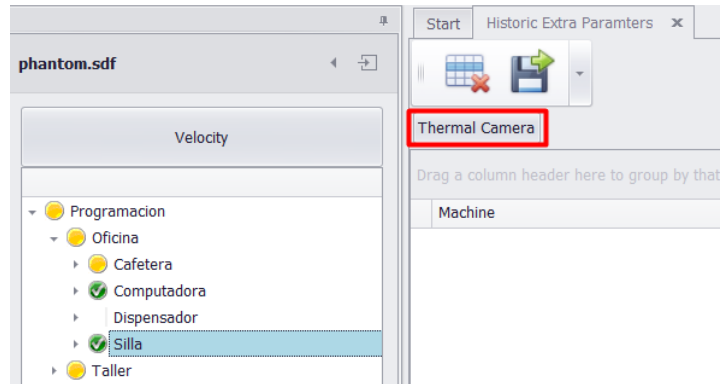 Start
Historic Extra Paramters
phantom.sdf
Velocity
Thermal Camera
Drag a column header here to group by that
Machine
Programacion
Oficina
Cafetera
Computadora
Dispensador
Silla
Taller